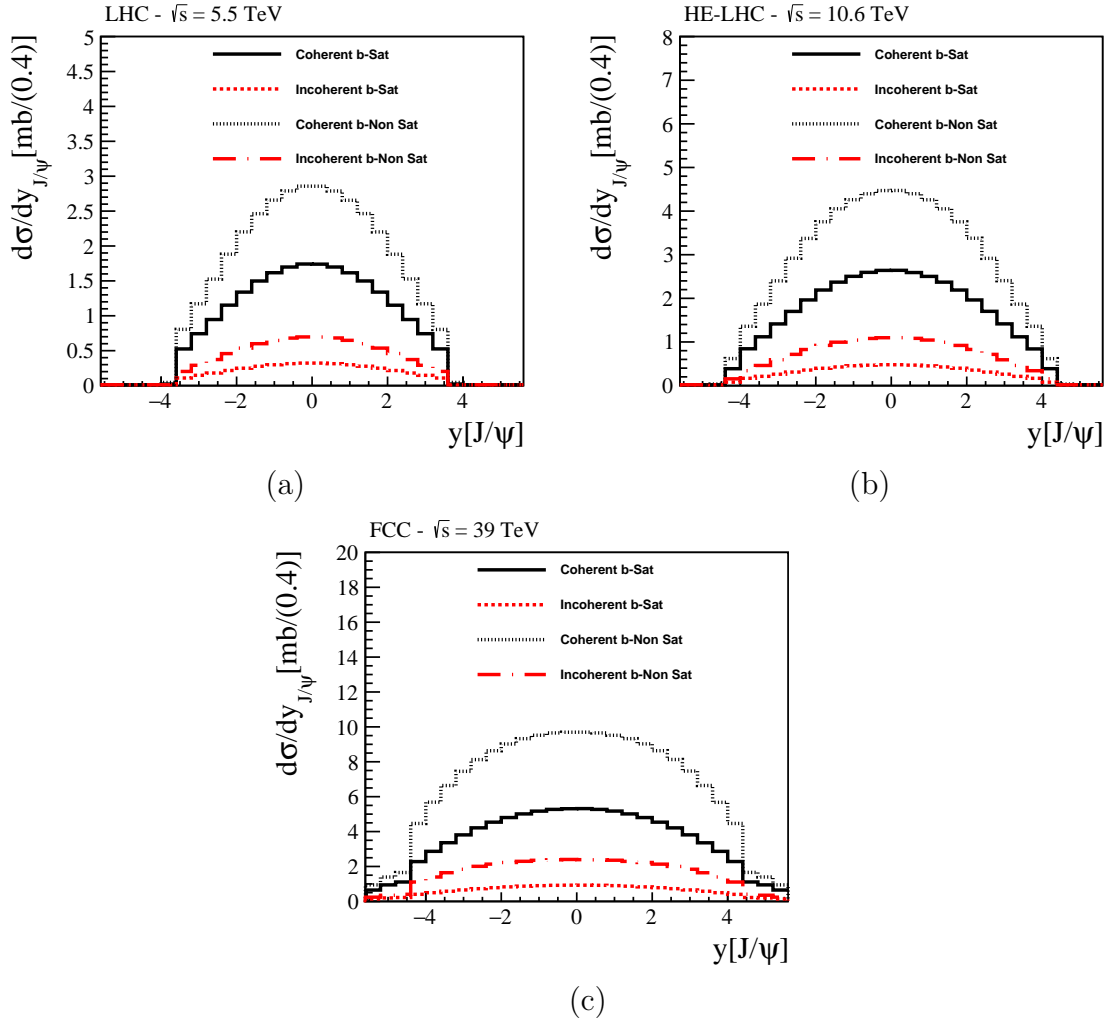 LHC - √s = 5.5 TeV
dσ/dy_{J/ψ}[mb/(0.4)]
5
4.5
4
3.5
3
2.5
2
1.5
1
0.5
0
Coherent b-Sat
Incoherent b-Sat
Coherent b-Non Sat
Incoherent b-Non Sat
−4 −2 0 2 4
y[J/ψ]
(a)
HE-LHC - √s = 10.6 TeV
dσ/dy_{J/ψ}[mb/(0.4)]
8
7
6
5
4
3
2
1
0
Coherent b-Sat
Incoherent b-Sat
Coherent b-Non Sat
Incoherent b-Non Sat
−4 −2 0 2 4
y[J/ψ]
(b)
FCC - √s = 39 TeV
dσ/dy_{J/ψ}[mb/(0.4)]
20
18
16
14
12
10
8
6
4
2
0
Coherent b-Sat
Incoherent b-Sat
Coherent b-Non Sat
Incoherent b-Non Sat
−4 −2 0 2 4
y[J/ψ]
(c)